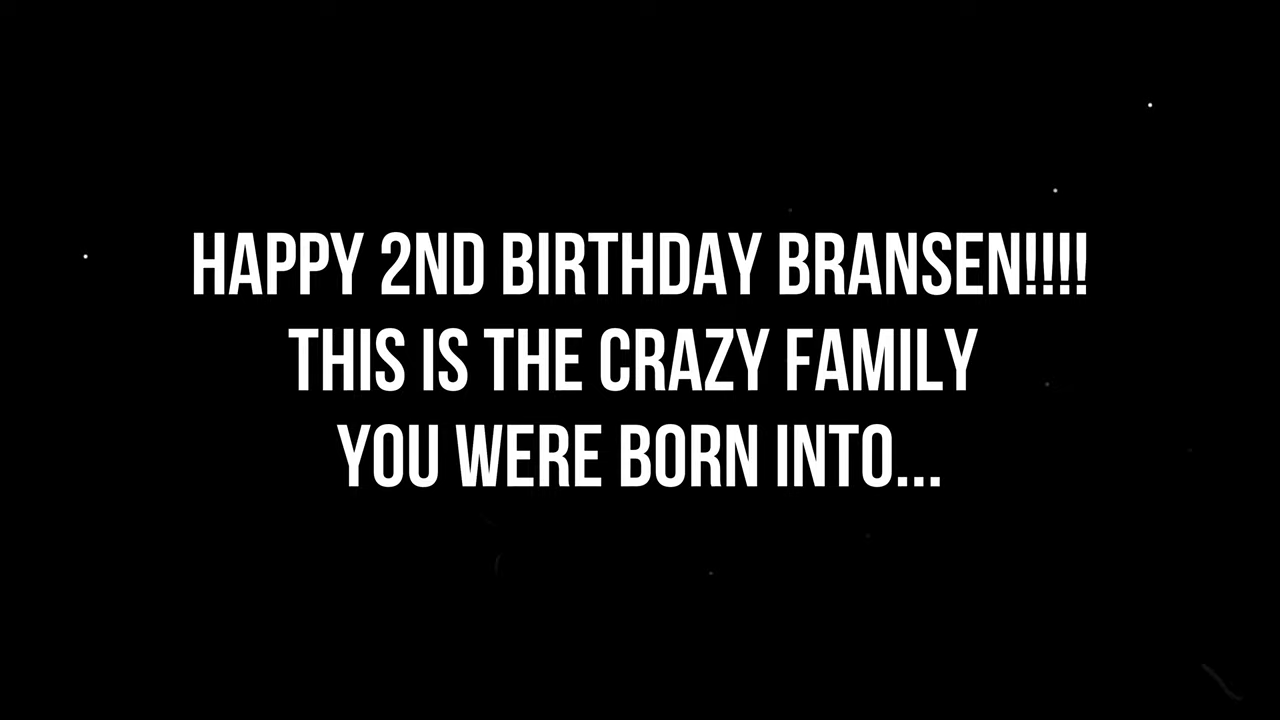 HAPPY 2ND BIRTHDAY BRANSEN!!!!
THIS IS THE CRAZY FAMILY
YOU WERE BORN INTO...